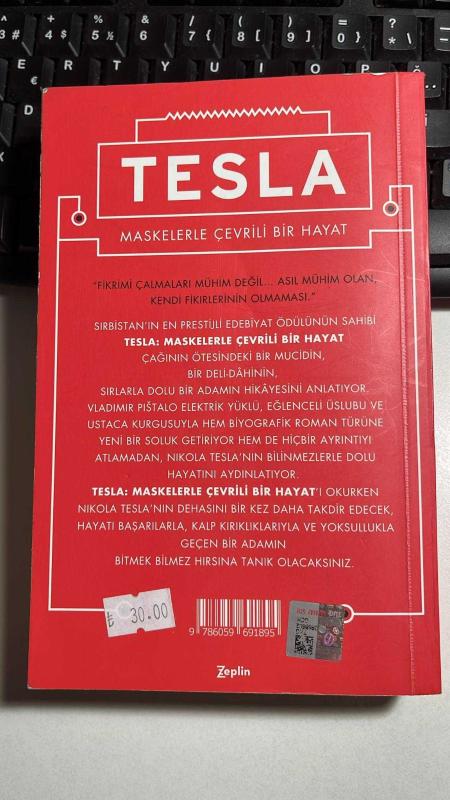 TESLA
MASKELERLE ÇEVRİLİ BİR HAYAT
"FİKRİMİ ÇALMALARI MÜHİM DEĞİL... ASIL MÜHİM OLAN,
KENDİ FİKİRLERİNİN OLMAMASI."
SIRBİSTAN'IN EN PRESTİJLİ EDEBİYAT ÖDÜLÜNÜN SAHİBİ
TESLA: MASKELERLE ÇEVRİLİ BİR HAYAT
ÇAĞININ ÖTESİNDEKİ BİR MUCİDİN,
BİR DELİ-DÂHİNİN,
SIRLARLA DOLU BİR ADAMIN HİKÂYESİNİ ANLATIYOR.
VLADIMIR PIŠTALO ELEKTRİK YÜKLÜ, EĞLENCELİ ÜSLUBU VE
USTACA KURGUSUYLA HEM BİYOGRAFİK ROMAN TÜRÜNE
YENİ BİR SOLUK GETİRİYOR HEM DE HİÇBİR AYRINTIYI
ATLAMADAN, NIKOLA TESLA'NIN BİLİNMEZLERLE DOLU
HAYATINI AYDINLATIYOR.
TESLA: MASKELERLE ÇEVRİLİ BİR HAYAT'I OKURKEN
NIKOLA TESLA'NIN DEHASINI BİR KEZ DAHA TAKDİR EDECEK,
HAYATI BAŞARILARLA, KALP KIRIKLIKLARIYLA VE YOKSULLUKLA
GEÇEN BİR ADAMIN
BİTMEK BİLMEZ HIRSINA TANIK OLACAKSINIZ.
₺ 30.00
9 786059 691895
Zeplin